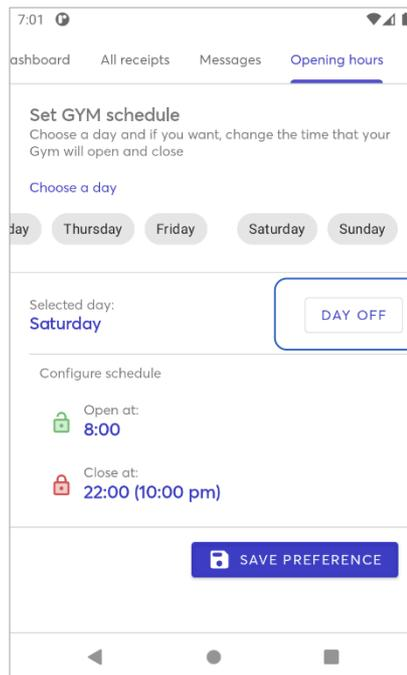 7:01
ashboard All receipts Messages Opening hours
Set GYM schedule
Choose a day and if you want, change the time that your
Gym will open and close
Choose a day
day Thursday Friday Saturday Sunday
Selected day:
Saturday
DAY OFF
Configure schedule
Open at:
8:00
Close at:
22:00 (10:00 pm)
SAVE PREFERENCE